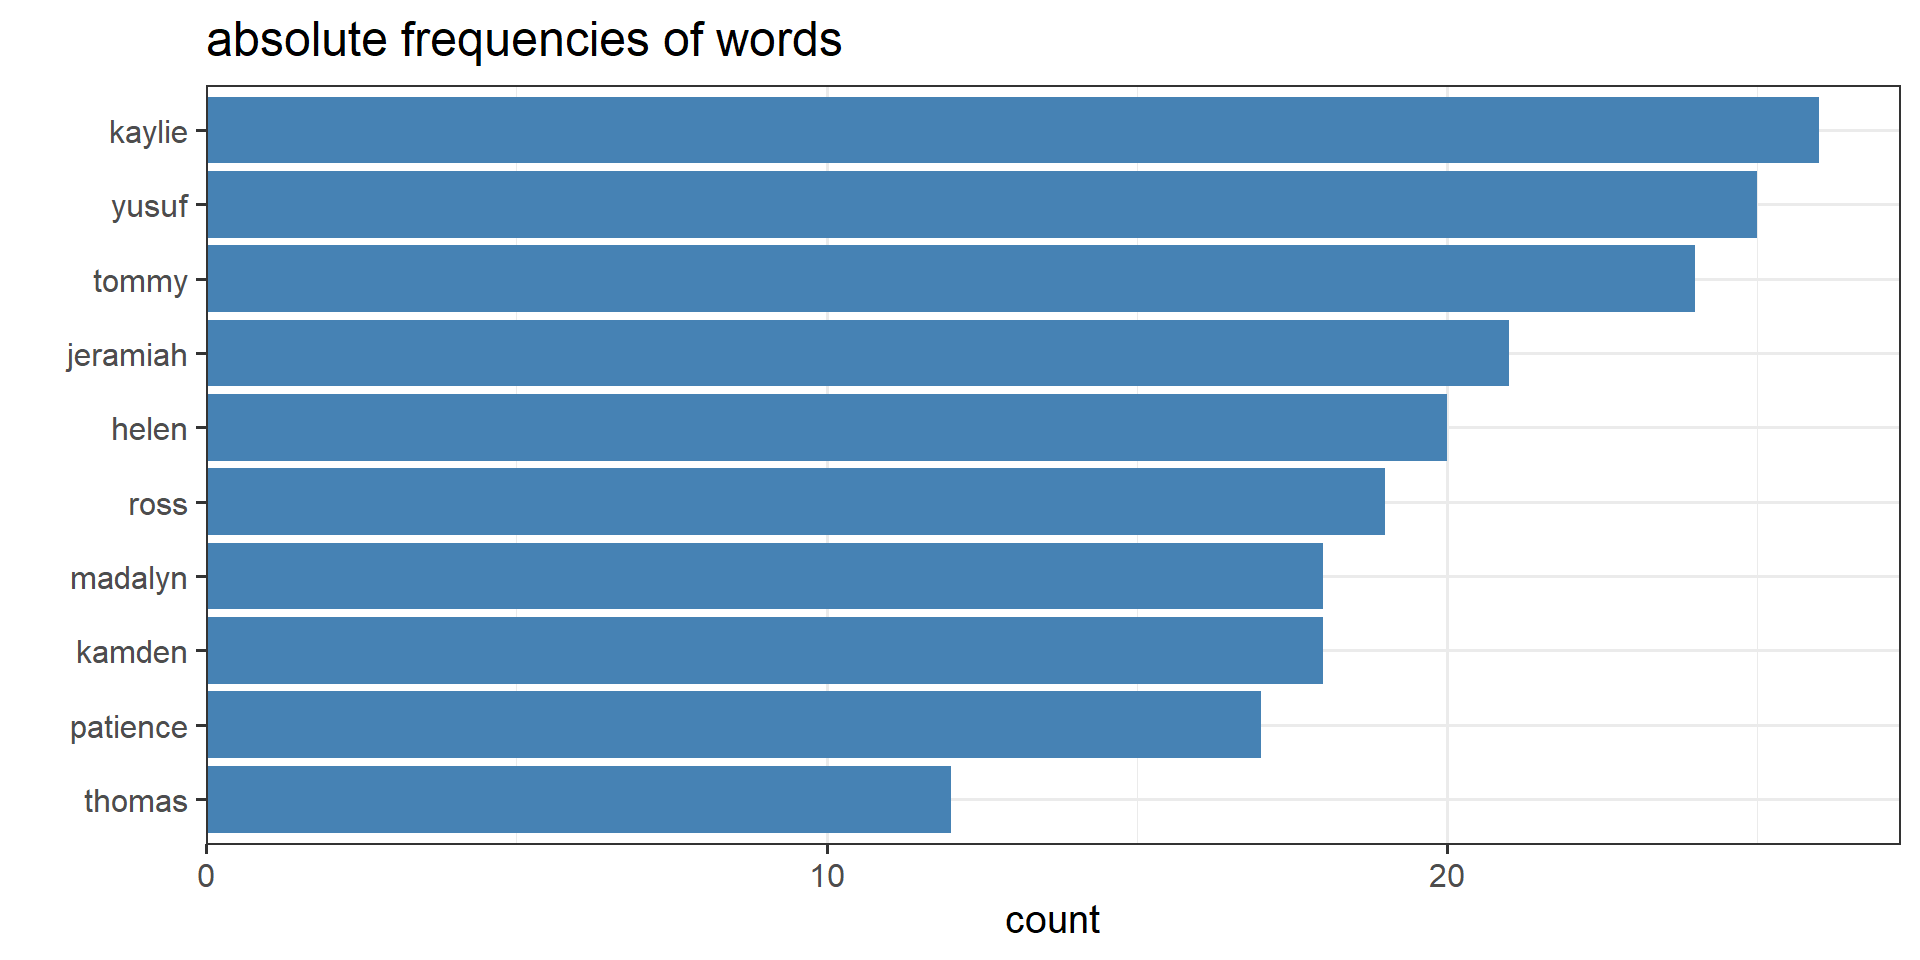 absolute frequencies of words
kaylie
yusuf
tommy
jeramiah
helen
ross
madalyn
kamden
patience
thomas
0 10 20
count